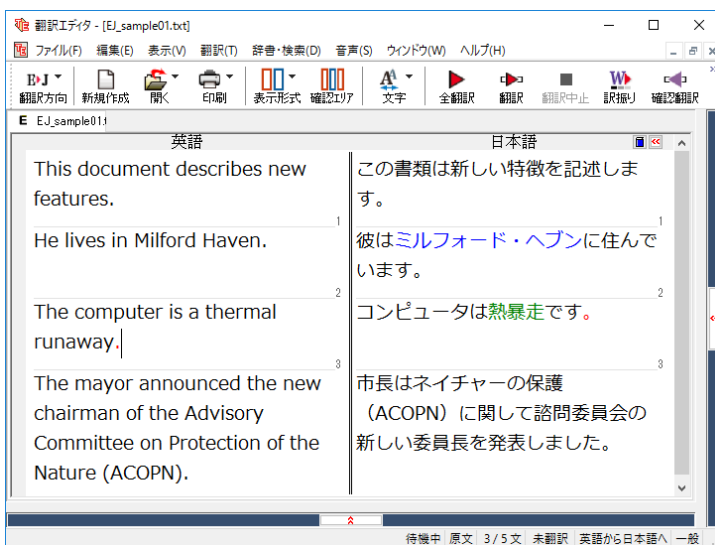 翻訳エディタ - [EJ_sample01.txt]
ファイル(F) 編集(E) 表示(V) 翻訳(T) 辞書・検索(D) 音声(S) ウィンドウ(W) ヘルプ(H)
翻訳方向 新規作成 開く 印刷 表示形式 確認エリア 文字 全翻訳 翻訳 翻訳中止 訳振り 確認翻訳
E EJ_sample01
英語 日本語
This document describes new
features.
1
この書類は新しい特徴を記述しま
す。
1
He lives in Milford Haven.
2
彼はミルフォード・ヘブンに住んで
います。
2
The computer is a thermal
runaway.
3
コンピュータは熱暴走です。
3
The mayor announced the new
chairman of the Advisory
Committee on Protection of the
Nature (ACOPN).
市長はネイチャーの保護
（ACOPN）に関して諮問委員会の
新しい委員長を発表しました。
待機中 原文 3/5文 未翻訳 英語から日本語へ 一般